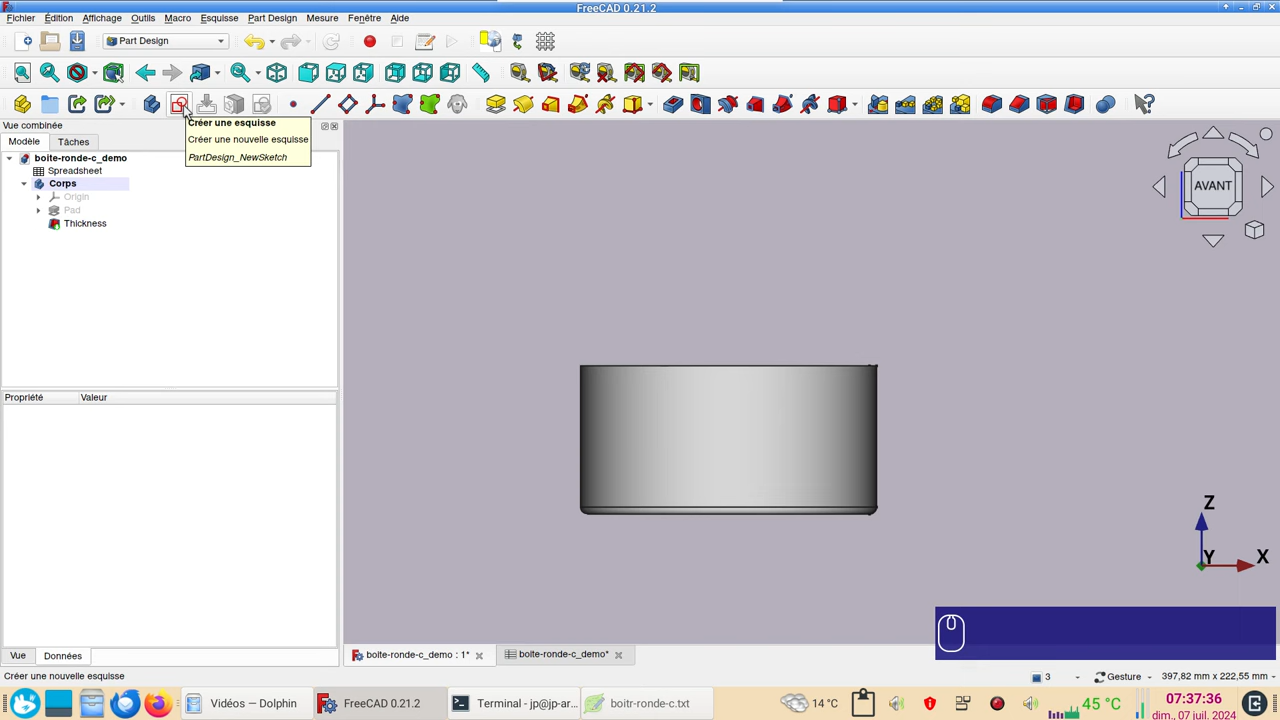 FreeCAD 0.21.2
Fichier Édition Affichage Outils Macro Esquisse Part Design Mesure Fenêtre Aide
Part Design
Vue combinée
Modèle Tâches
Créer une esquisse
Créer une nouvelle esquisse
PartDesign_NewSketch
boite-ronde-c_demo
Spreadsheet
Corps
Origin
Pad
Thickness
AVANT
Propriété Valeur
Z
Y X
Vue Données
boite-ronde-c_demo : 1* boite-ronde-c_demo*
Créer une nouvelle esquisse
3 Gesture 397,82 mm x 222,55 mm
Vidéos — Dolphin FreeCAD 0.21.2 Terminal - jp@jp-ar... boitr-ronde-c.txt 14 °C 45 °C
07:37:36
dim., 07 juil. 2024